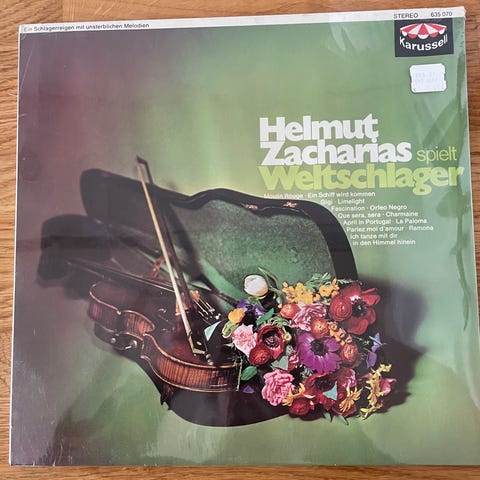 Ein Schlagerreigen mit unsterblichen Melodien
STEREO 635 070
Karussell
Helmut
Zacharias spielt
Weltschlager
Moulin Rouge · Ein Schiff wird kommen
Gigi · Limelight
Fascination · Orfeo Negro
Que sera, sera · Charmaine
April in Portugal · La Paloma
Parlez moi d'amour · Ramona
Ich tanze mit dir
in den Himmel hinein